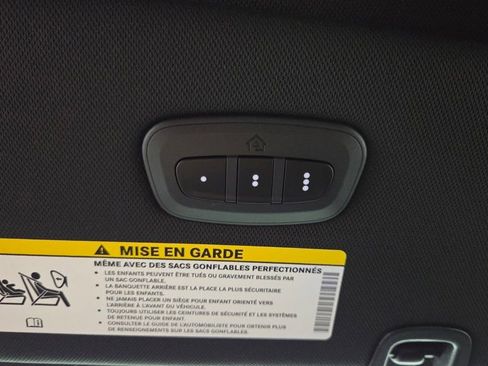 MISE EN GARDE
MÊME AVEC DES SACS GONFLABLES PERFECTIONNÉS
• LES ENFANTS PEUVENT ÊTRE TUÉS OU GRAVEMENT BLESSÉS PAR
UN SAC GONFLABLE.
• LA BANQUETTE ARRIÈRE EST LA PLACE LA PLUS SÉCURITAIRE
POUR LES ENFANTS.
• NE JAMAIS PLACER UN SIÈGE POUR ENFANT ORIENTÉ VERS
L'ARRIÈRE À L'AVANT DU VÉHICULE.
• TOUJOURS UTILISER LES CEINTURES DE SÉCURITÉ ET LES SYSTÈMES
DE RETENUE POUR ENFANT.
• CONSULTER LE GUIDE DE L'AUTOMOBILISTE POUR OBTENIR PLUS
DE RENSEIGNEMENTS SUR LES SACS GONFLABLES.